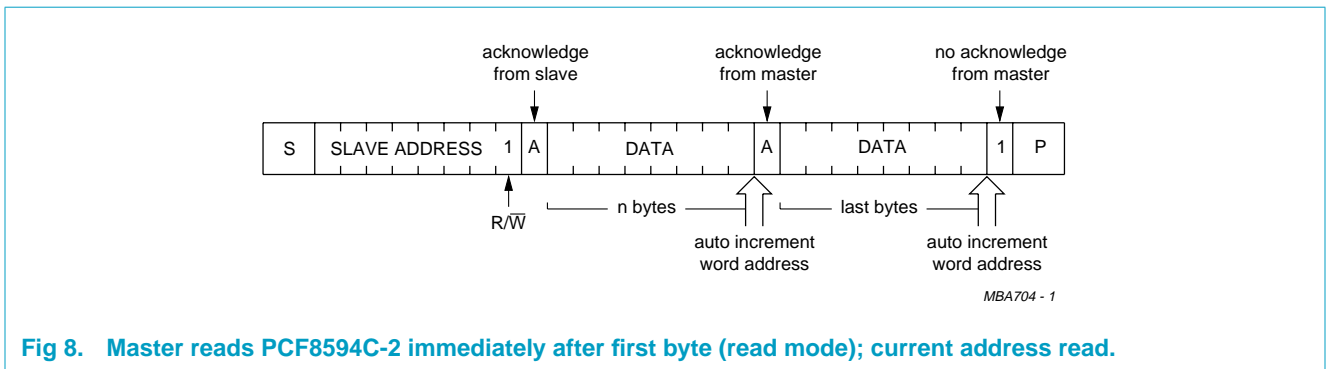 acknowledge
from slave
acknowledge
from master
no acknowledge
from master
S SLAVE ADDRESS 1 A DATA A DATA 1 P
R/W̅
n bytes
last bytes
auto increment
word address
auto increment
word address
MBA704 - 1
Fig 8. Master reads PCF8594C-2 immediately after first byte (read mode); current address read.